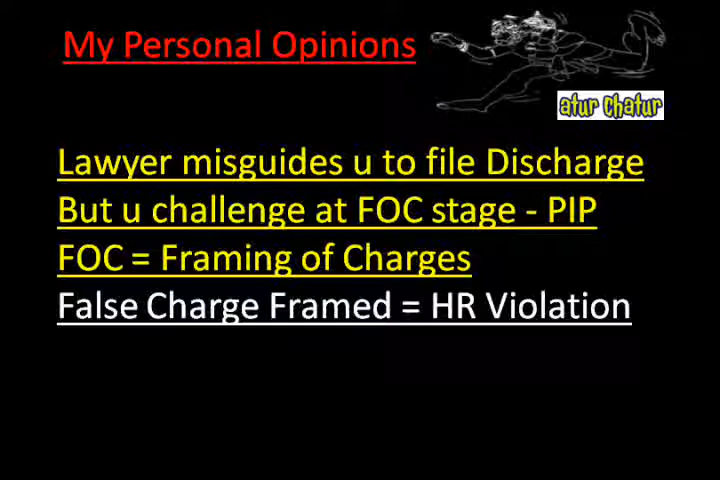 My Personal Opinions
atur chatur
Lawyer misguides u to file Discharge
But u challenge at FOC stage - PIP
FOC = Framing of Charges
False Charge Framed = HR Violation